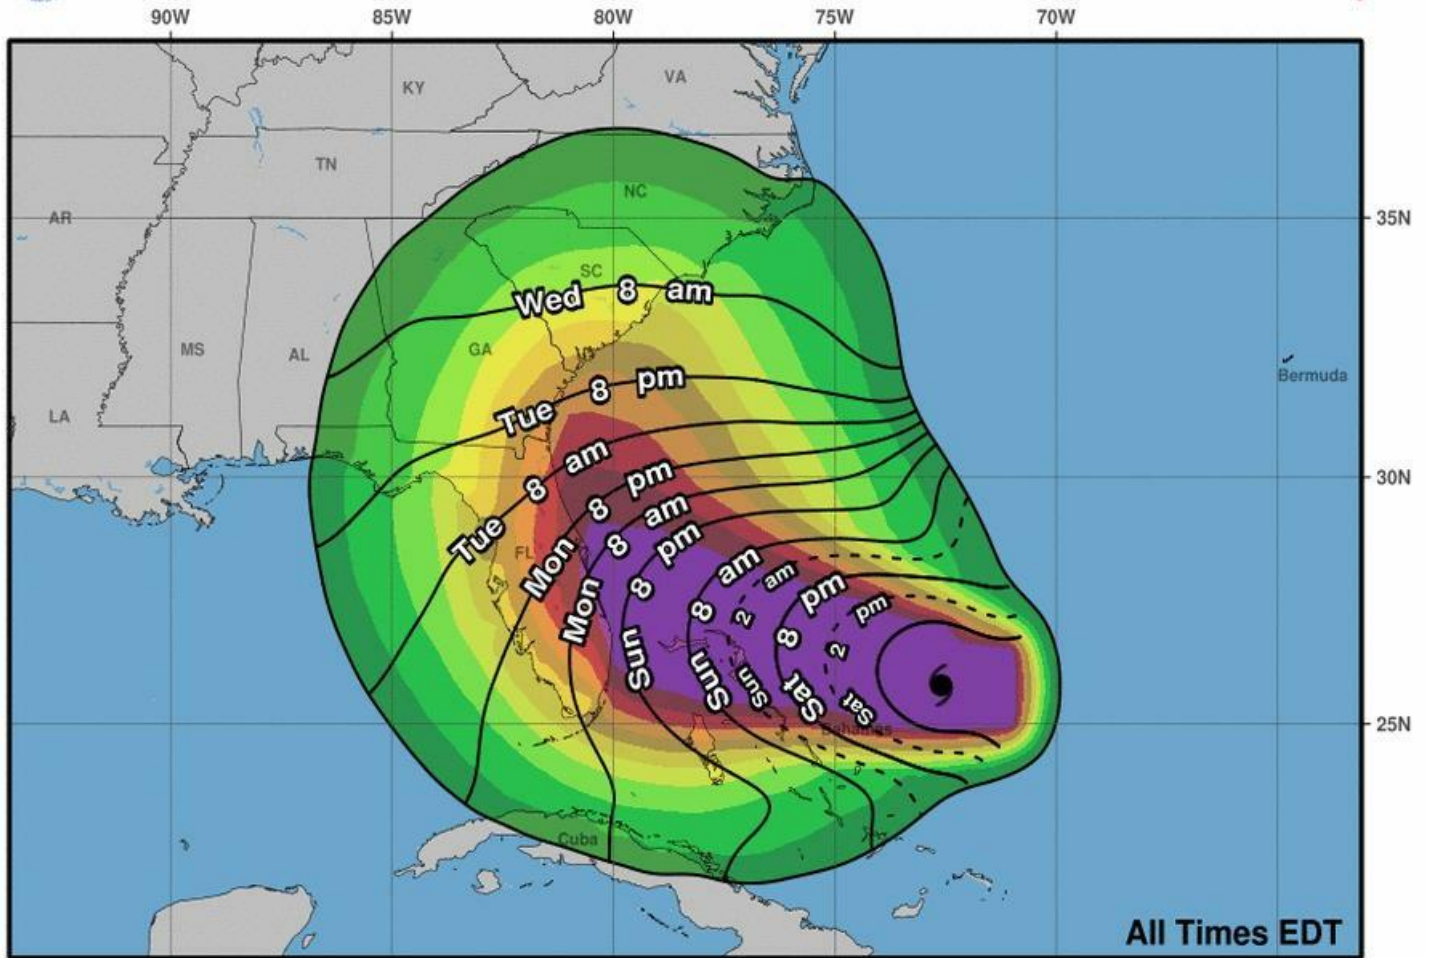 90W 85W 80W 75W 70W
KY
VA
TN
NC
AR
35N
SC
Wed 8 am
MS
AL
GA
Bermuda
Tue 8 pm
LA
Tue 8 am
30N
Mon 8 pm
FL
Mon 8 am
Sun 8 pm
Sun 8 am
Sun 2 am
Sat 8 pm
Sat 2 pm
25N
Bahamas
Cuba
All Times EDT